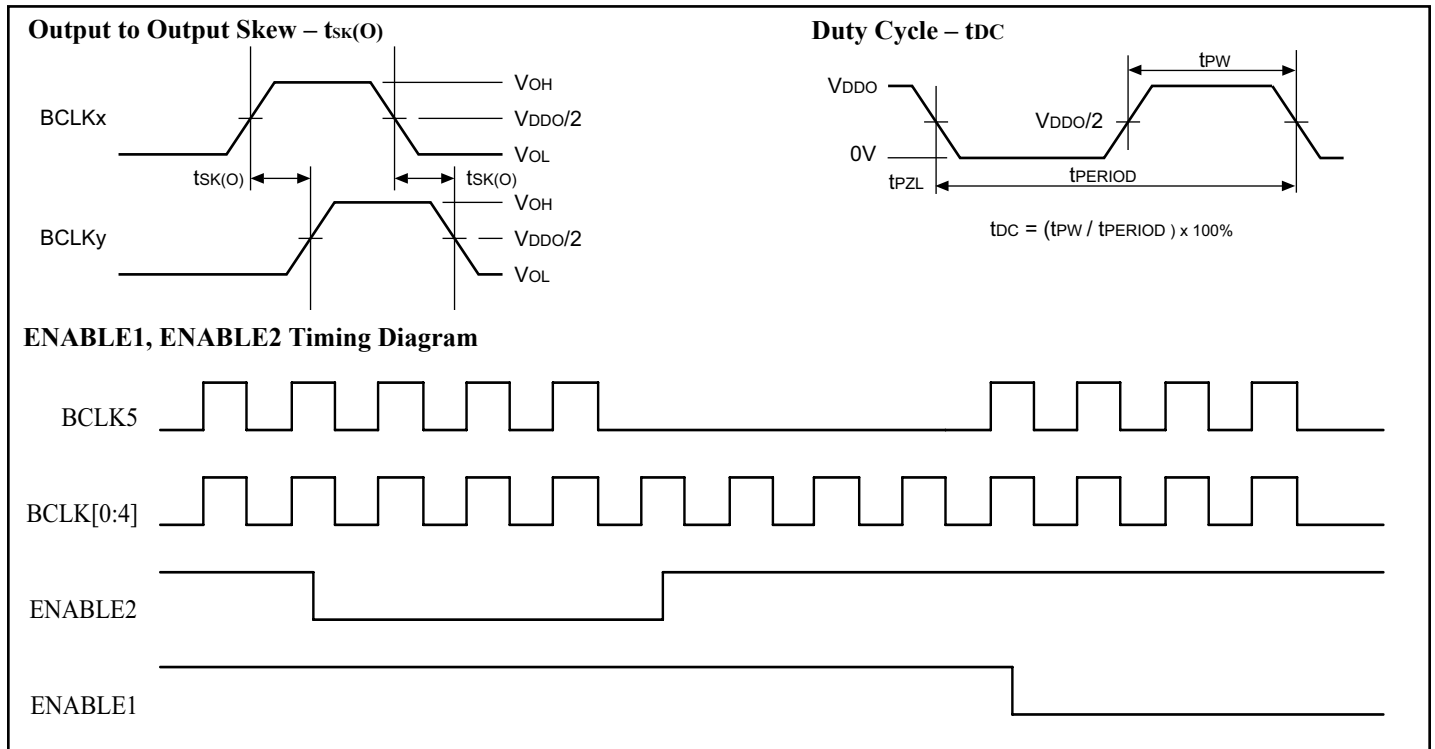 Output to Output Skew – tSK(O)
BCLKx
VOH
VDDO/2
VOL
tSK(O)
tSK(O)
BCLKy
VOH
VDDO/2
VOL
Duty Cycle – tDC
tPW
VDDO
VDDO/2
0V
tPZL
tPERIOD
tDC = (tPW / tPERIOD ) x 100%
ENABLE1, ENABLE2 Timing Diagram
BCLK5
BCLK[0:4]
ENABLE2
ENABLE1